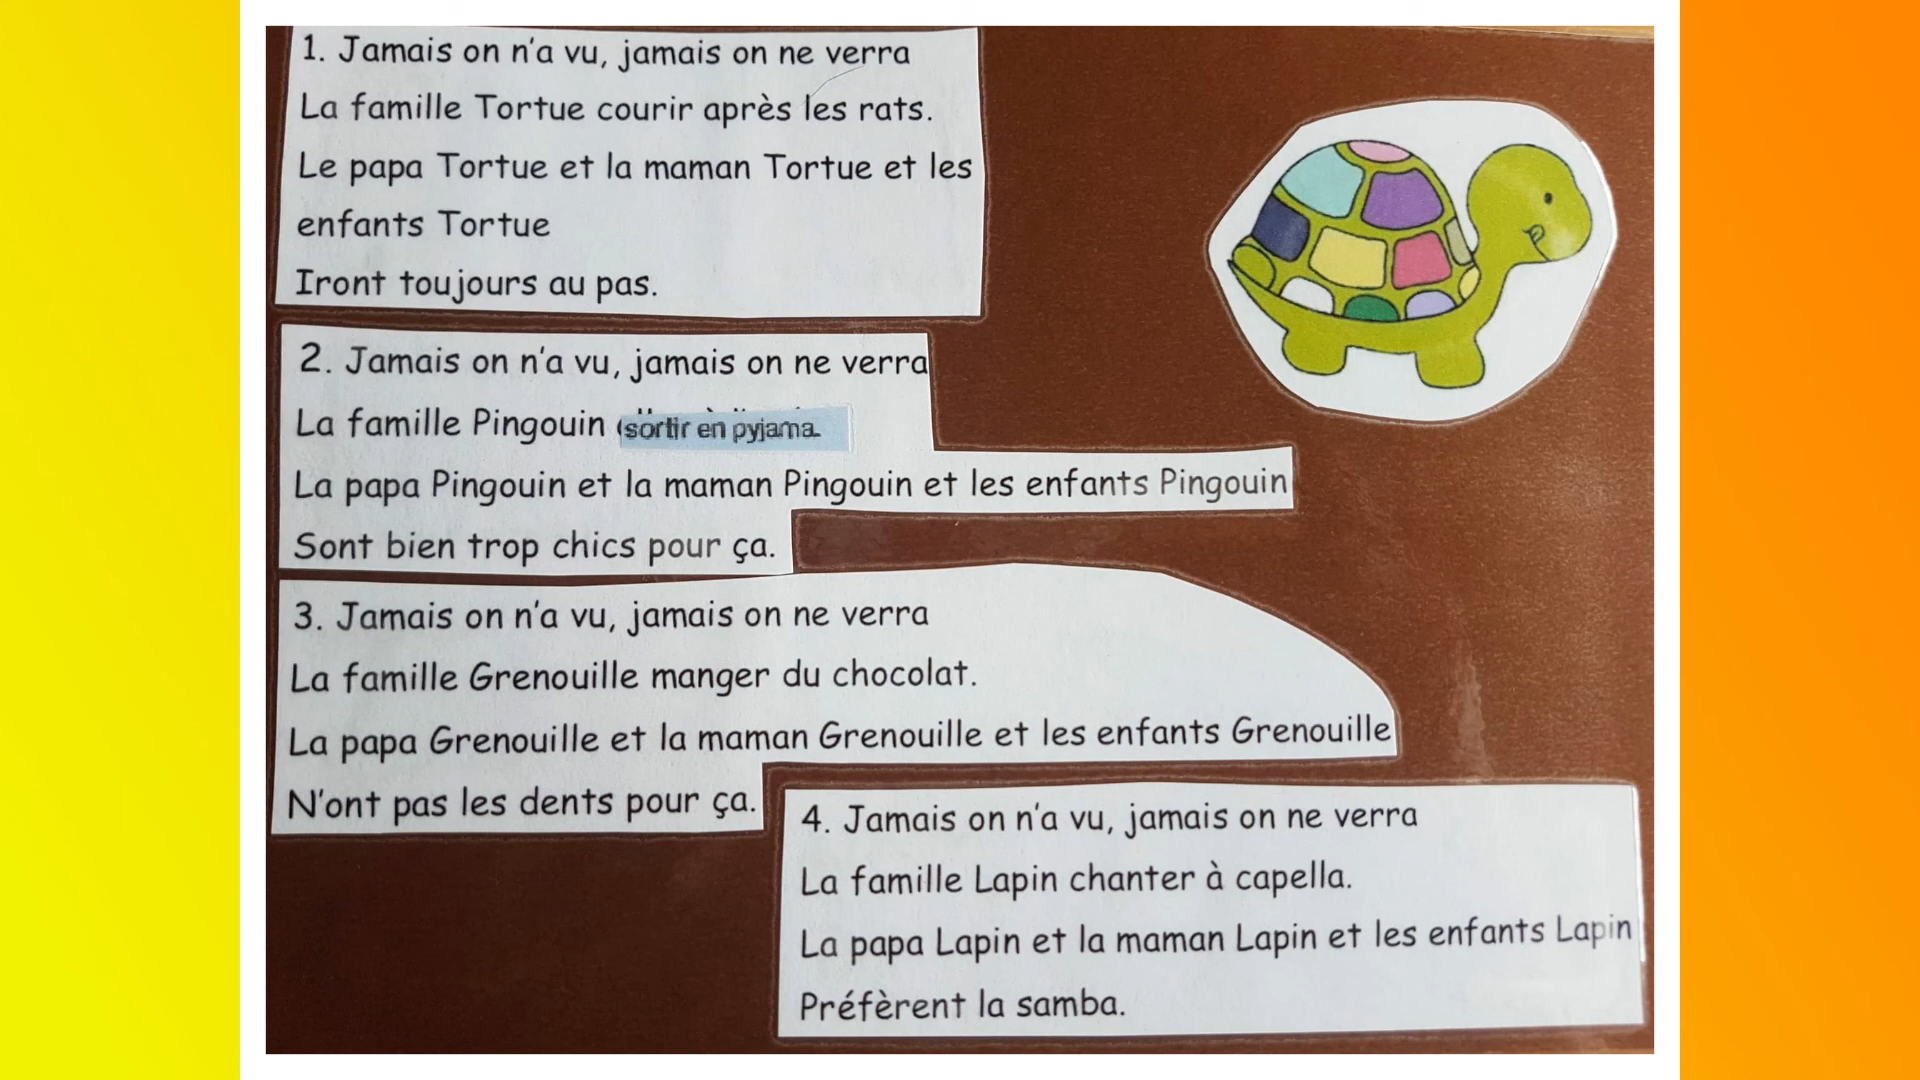 1. Jamais on n'a vu, jamais on ne verra
La famille Tortue courir après les rats.
Le papa Tortue et la maman Tortue et les
enfants Tortue
Iront toujours au pas.
2. Jamais on n'a vu, jamais on ne verra
La famille Pingouin sortir en pyjama.
La papa Pingouin et la maman Pingouin et les enfants Pingouin
Sont bien trop chics pour ça.
3. Jamais on n'a vu, jamais on ne verra
La famille Grenouille manger du chocolat.
La papa Grenouille et la maman Grenouille et les enfants Grenouille
N'ont pas les dents pour ça.
4. Jamais on n'a vu, jamais on ne verra
La famille Lapin chanter à capella.
La papa Lapin et la maman Lapin et les enfants Lapin
Préfèrent la samba.